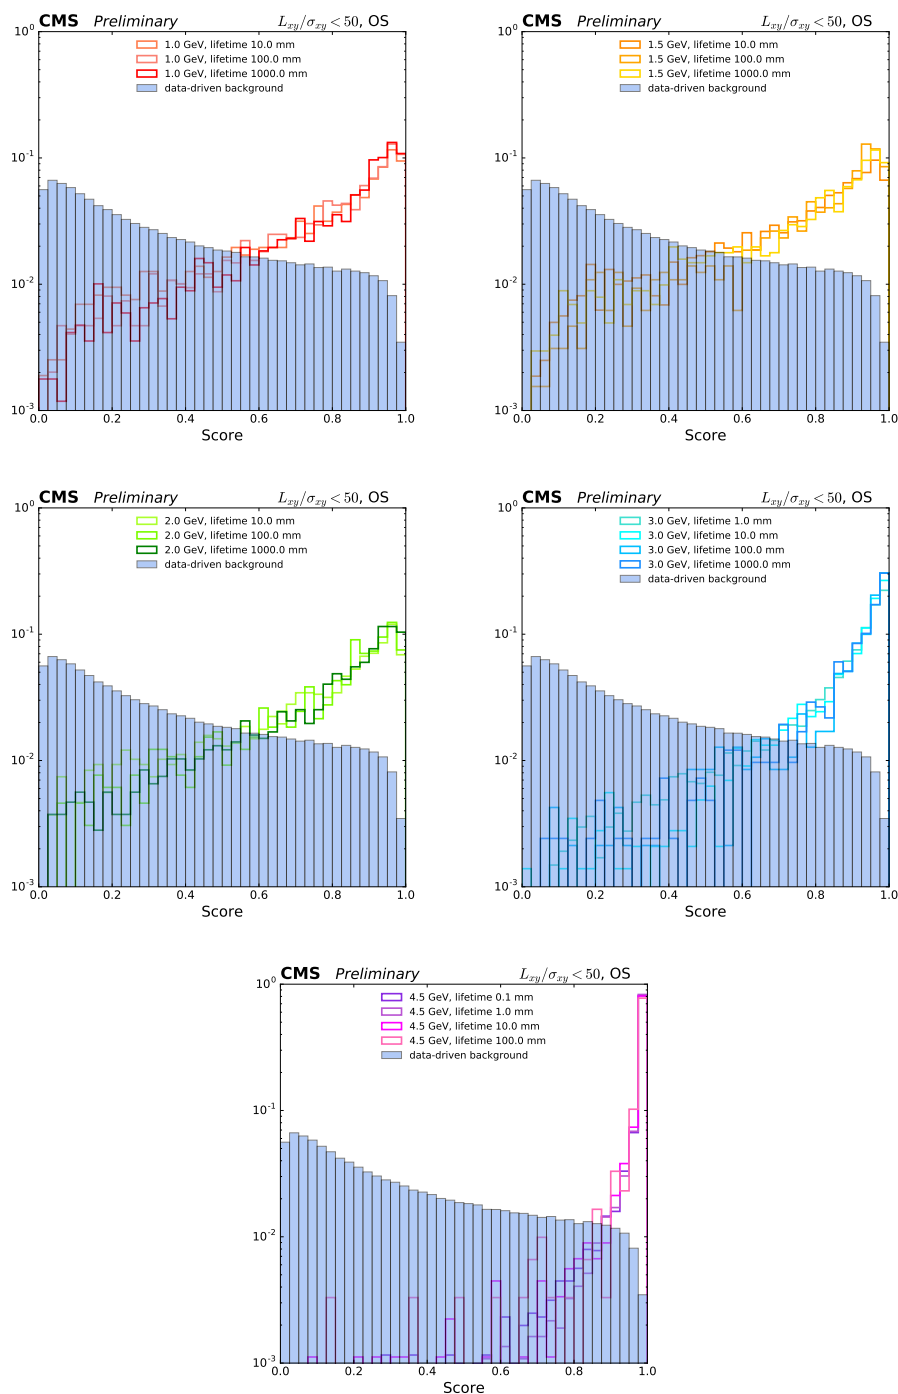 CMS Preliminary L_xy/σ_xy < 50, OS
10^0
1.0 GeV, lifetime 10.0 mm
1.0 GeV, lifetime 100.0 mm
1.0 GeV, lifetime 1000.0 mm
data-driven background
10^-1
10^-2
10^-3
0.0 0.2 0.4 0.6 0.8 1.0
Score
CMS Preliminary L_xy/σ_xy < 50, OS
10^0
1.5 GeV, lifetime 10.0 mm
1.5 GeV, lifetime 100.0 mm
1.5 GeV, lifetime 1000.0 mm
data-driven background
10^-1
10^-2
10^-3
0.0 0.2 0.4 0.6 0.8 1.0
Score
CMS Preliminary L_xy/σ_xy < 50, OS
10^0
2.0 GeV, lifetime 10.0 mm
2.0 GeV, lifetime 100.0 mm
2.0 GeV, lifetime 1000.0 mm
data-driven background
10^-1
10^-2
10^-3
0.0 0.2 0.4 0.6 0.8 1.0
Score
CMS Preliminary L_xy/σ_xy < 50, OS
10^0
3.0 GeV, lifetime 1.0 mm
3.0 GeV, lifetime 10.0 mm
3.0 GeV, lifetime 100.0 mm
3.0 GeV, lifetime 1000.0 mm
data-driven background
10^-1
10^-2
10^-3
0.0 0.2 0.4 0.6 0.8 1.0
Score
CMS Preliminary L_xy/σ_xy < 50, OS
10^0
4.5 GeV, lifetime 0.1 mm
4.5 GeV, lifetime 1.0 mm
4.5 GeV, lifetime 10.0 mm
4.5 GeV, lifetime 100.0 mm
data-driven background
10^-1
10^-2
10^-3
0.0 0.2 0.4 0.6 0.8 1.0
Score